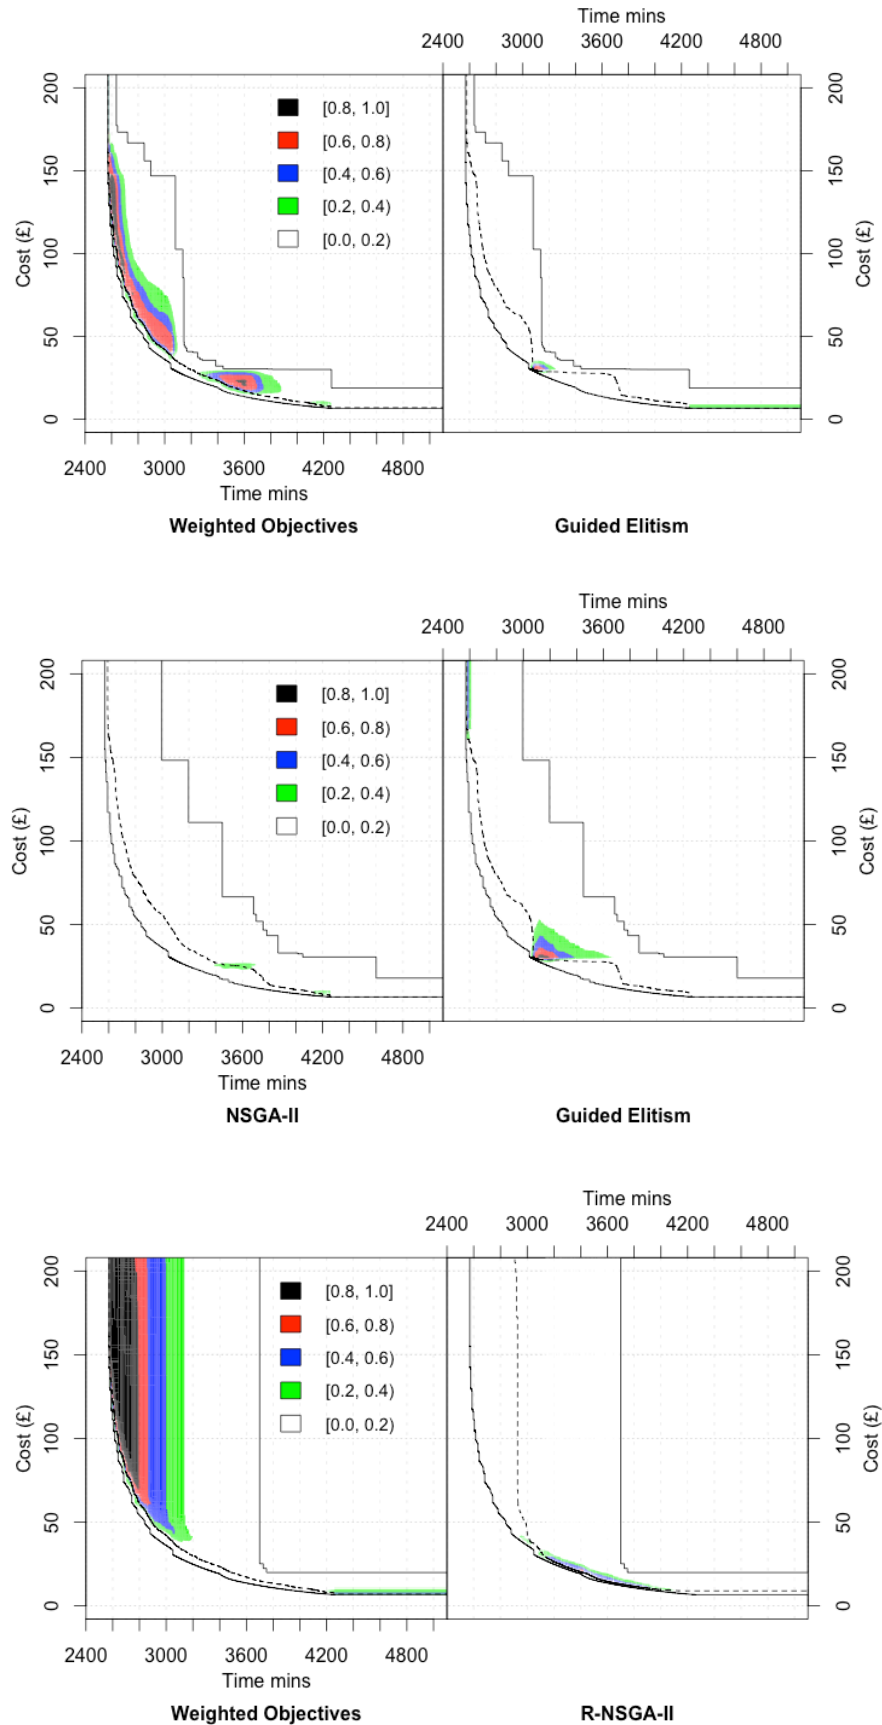 Time mins
2400 3000 3600 4200 4800
200 [0.8, 1.0] 200
[0.6, 0.8)
150 [0.4, 0.6) 150
[0.2, 0.4)
[0.0, 0.2)
Cost (£) 100 100 Cost (£)
50 50
0 0
2400 3000 3600 4200 4800
Time mins
Weighted Objectives Guided Elitism
Time mins
2400 3000 3600 4200 4800
200 [0.8, 1.0] 200
[0.6, 0.8)
150 [0.4, 0.6) 150
[0.2, 0.4)
[0.0, 0.2)
Cost (£) 100 100 Cost (£)
50 50
0 0
2400 3000 3600 4200 4800
Time mins
NSGA-II Guided Elitism
Time mins
2400 3000 3600 4200 4800
200 [0.8, 1.0] 200
[0.6, 0.8)
150 [0.4, 0.6) 150
[0.2, 0.4)
[0.0, 0.2)
Cost (£) 100 100 Cost (£)
50 50
0 0
2400 3000 3600 4200 4800
Time mins
Weighted Objectives R-NSGA-II